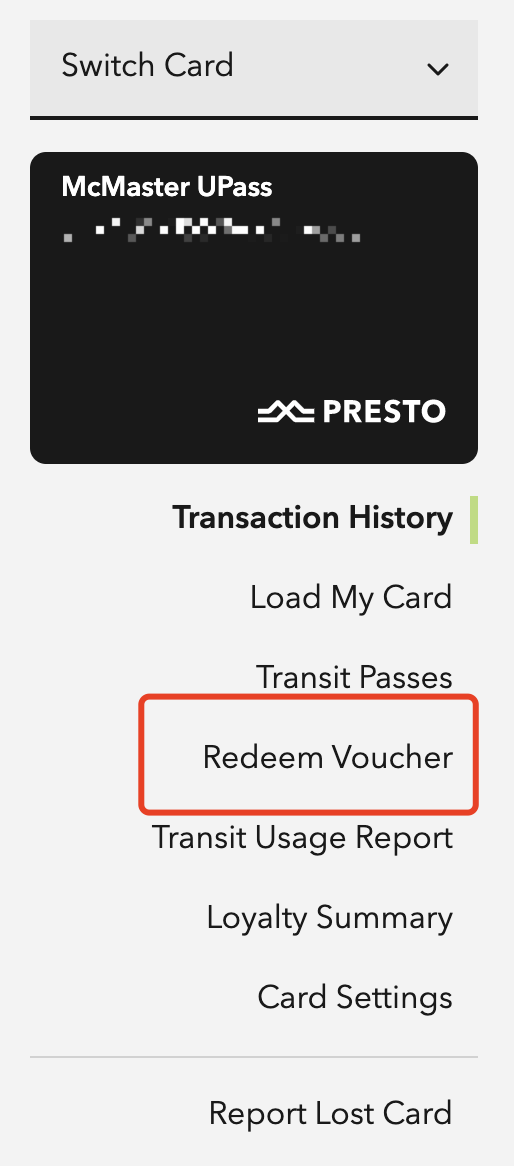 Switch Card
McMaster UPass
PRESTO
Transaction History
Load My Card
Transit Passes
Redeem Voucher
Transit Usage Report
Loyalty Summary
Card Settings
Report Lost Card